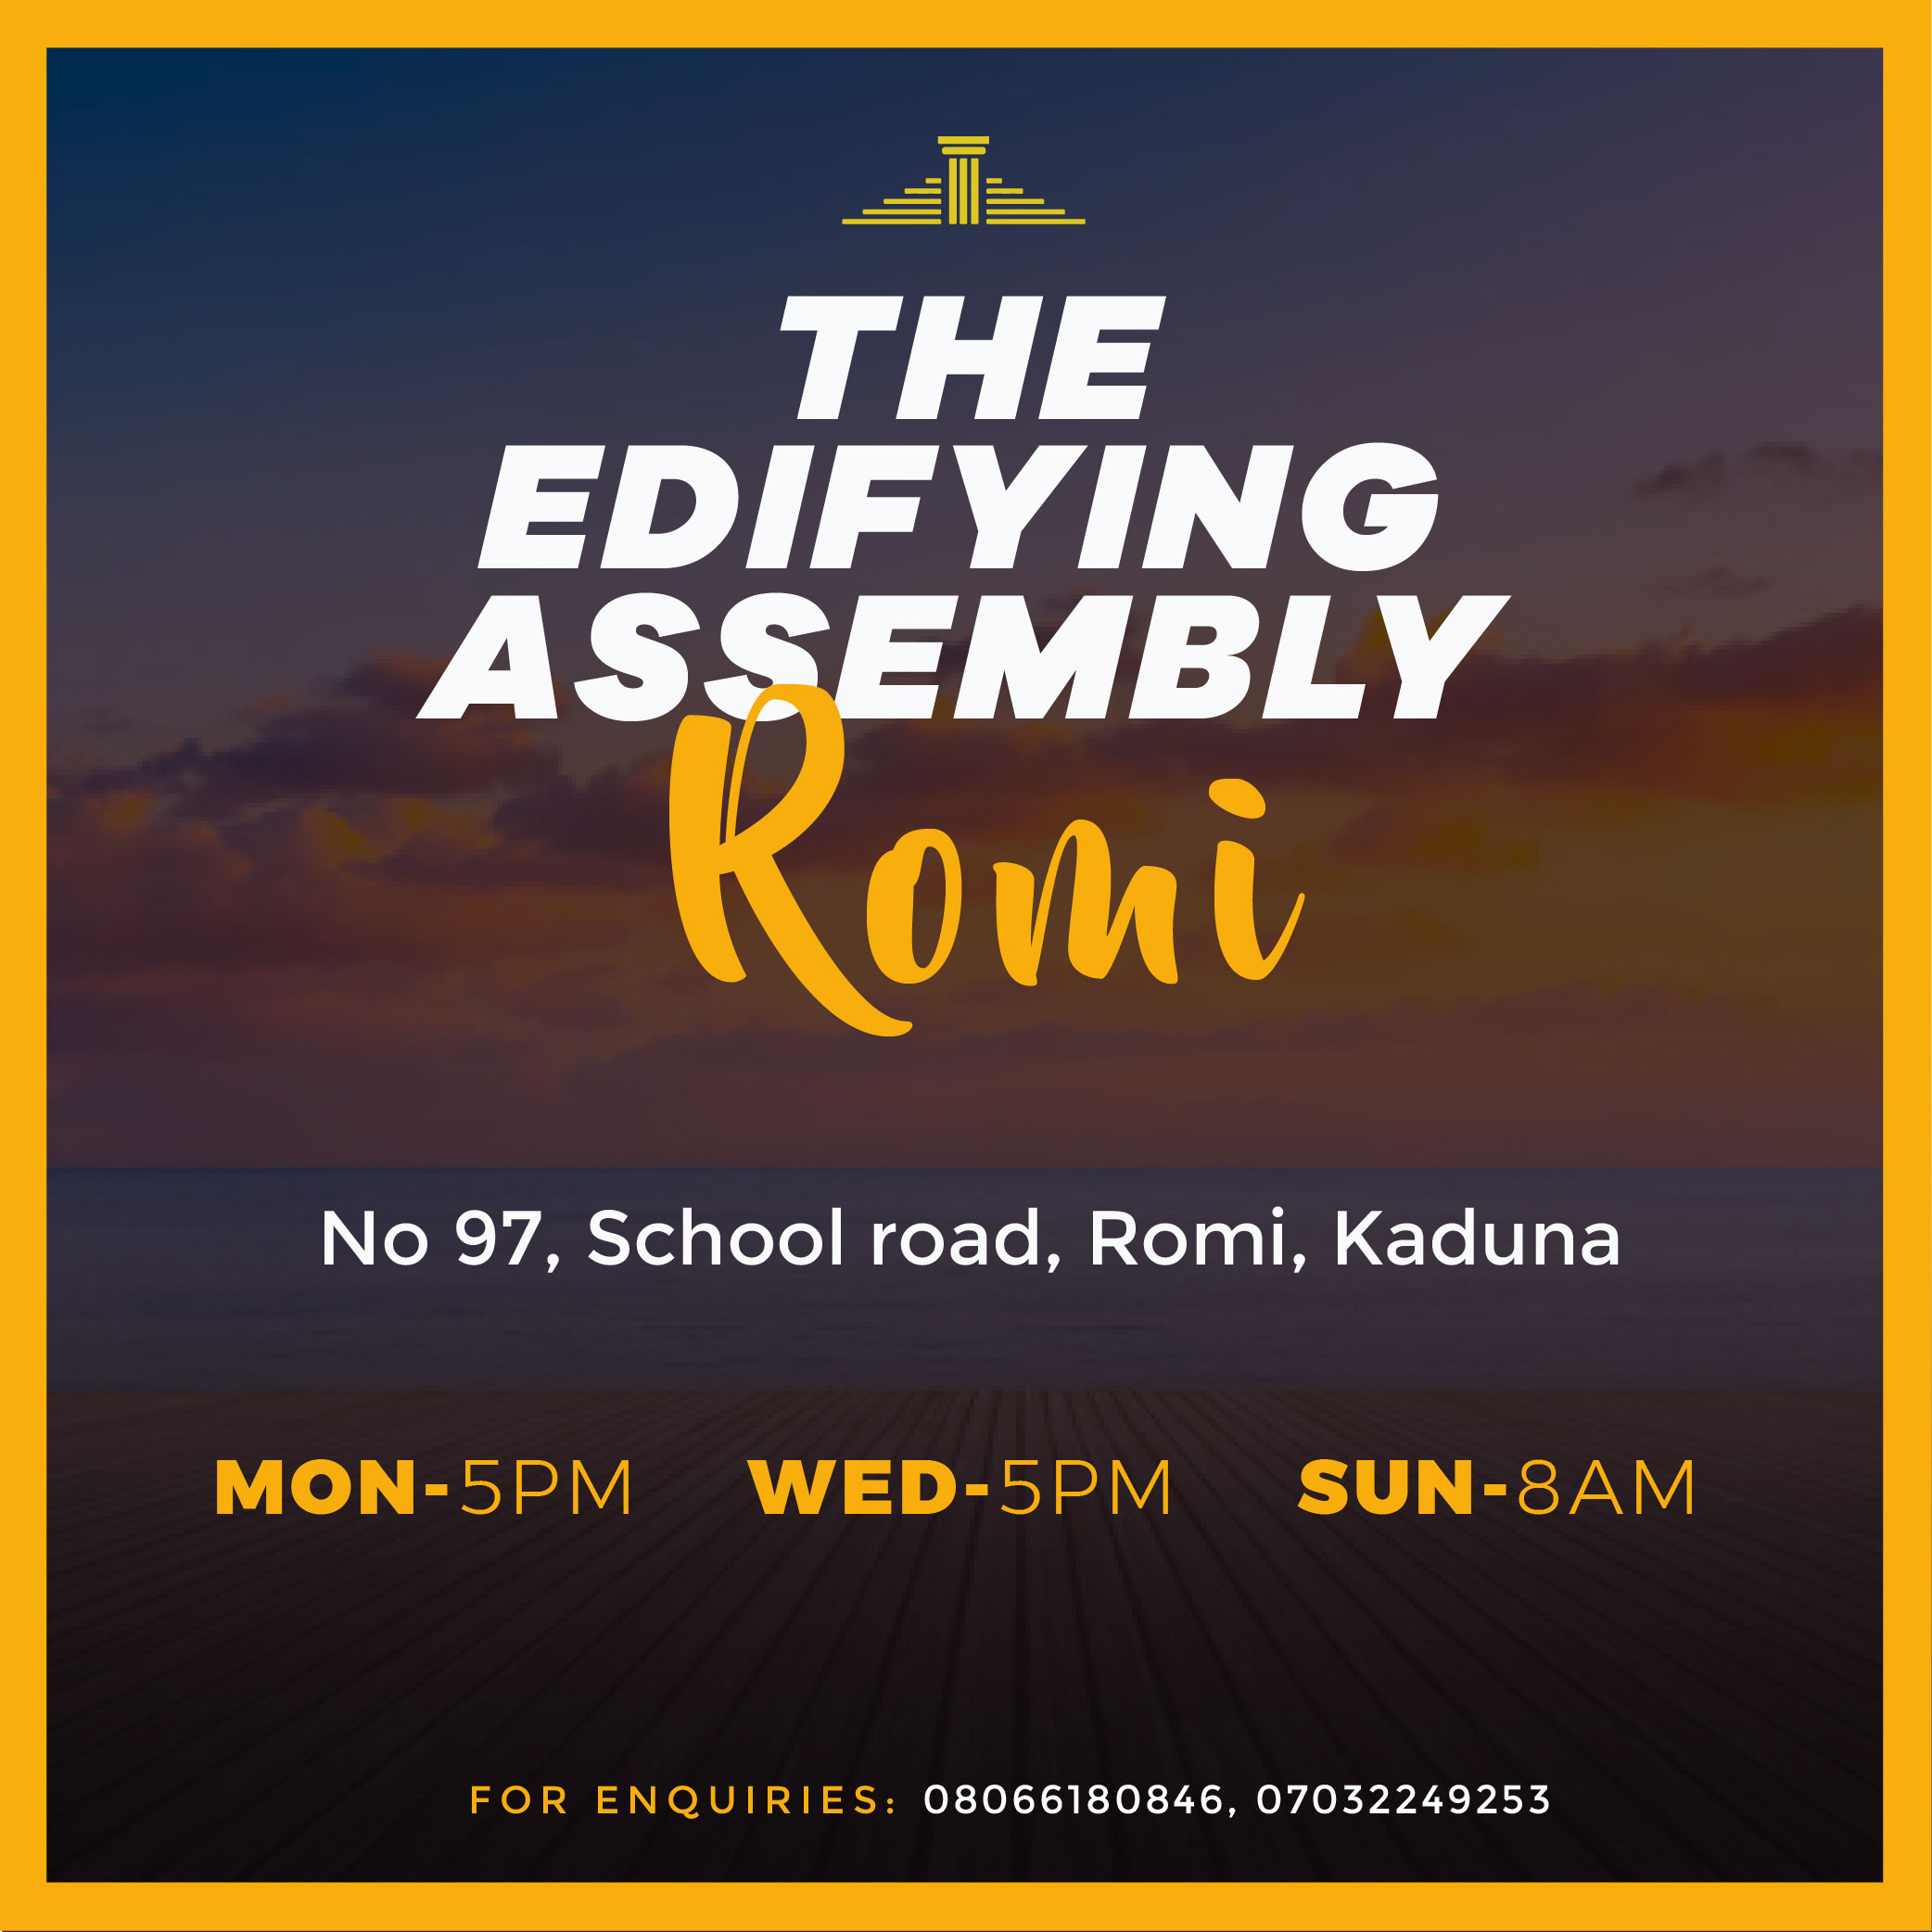 THE
EDIFYING
ASSEMBLY
Romi
No 97, School road, Romi, Kaduna
MON-5PM WED-5PM SUN-8AM
FOR ENQUIRIES: 08066180846, 07032249253